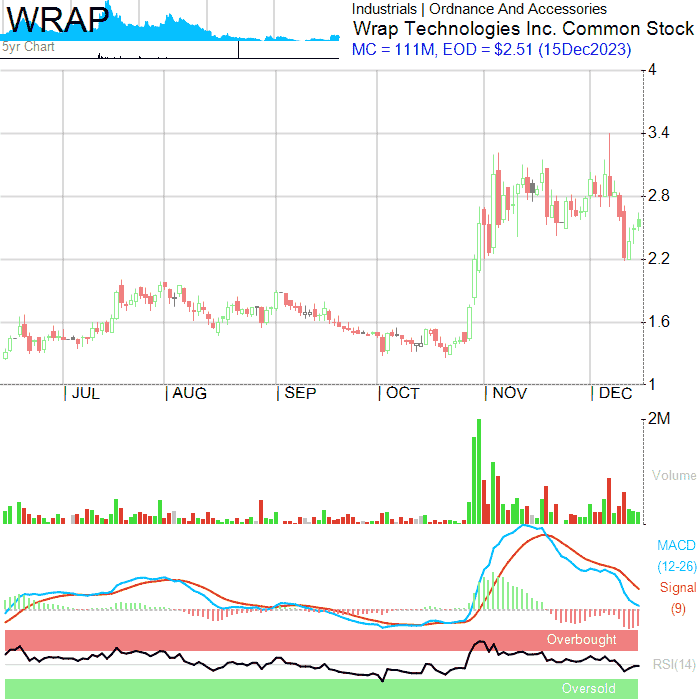 WRAP
5yr Chart
Industrials | Ordnance And Accessories
Wrap Technologies Inc. Common Stock
MC = 111M, EOD = $2.51 (15Dec2023)
4
3.4
2.8
2.2
1.6
1
JUL AUG SEP OCT NOV DEC
2M
Volume
MACD
(12-26)
Signal
(9)
Overbought
RSI(14)
Oversold